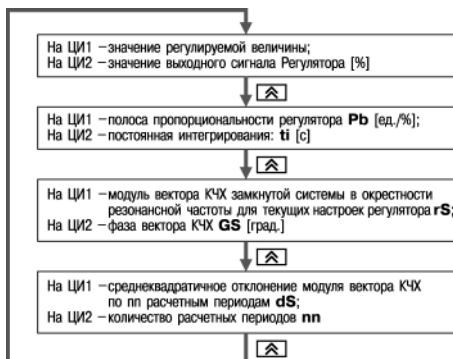 На ЦИ1 – значение регулируемой величины;
На ЦИ2 – значение выходного сигнала Регулятора [%]
На ЦИ1 – полоса пропорциональности регулятора Pb [ед./%];
На ЦИ2 – постоянная интегрирования: ti [с]
На ЦИ1 – модуль вектора КЧХ замкнутой системы в окрестности
резонансной частоты для текущих настроек регулятора rS;
На ЦИ2 – фаза вектора КЧХ GS [град.]
На ЦИ1 – среднеквадратичное отклонение модуля вектора КЧХ
по nn расчетным периодам dS;
На ЦИ2 – количество расчетных периодов nn